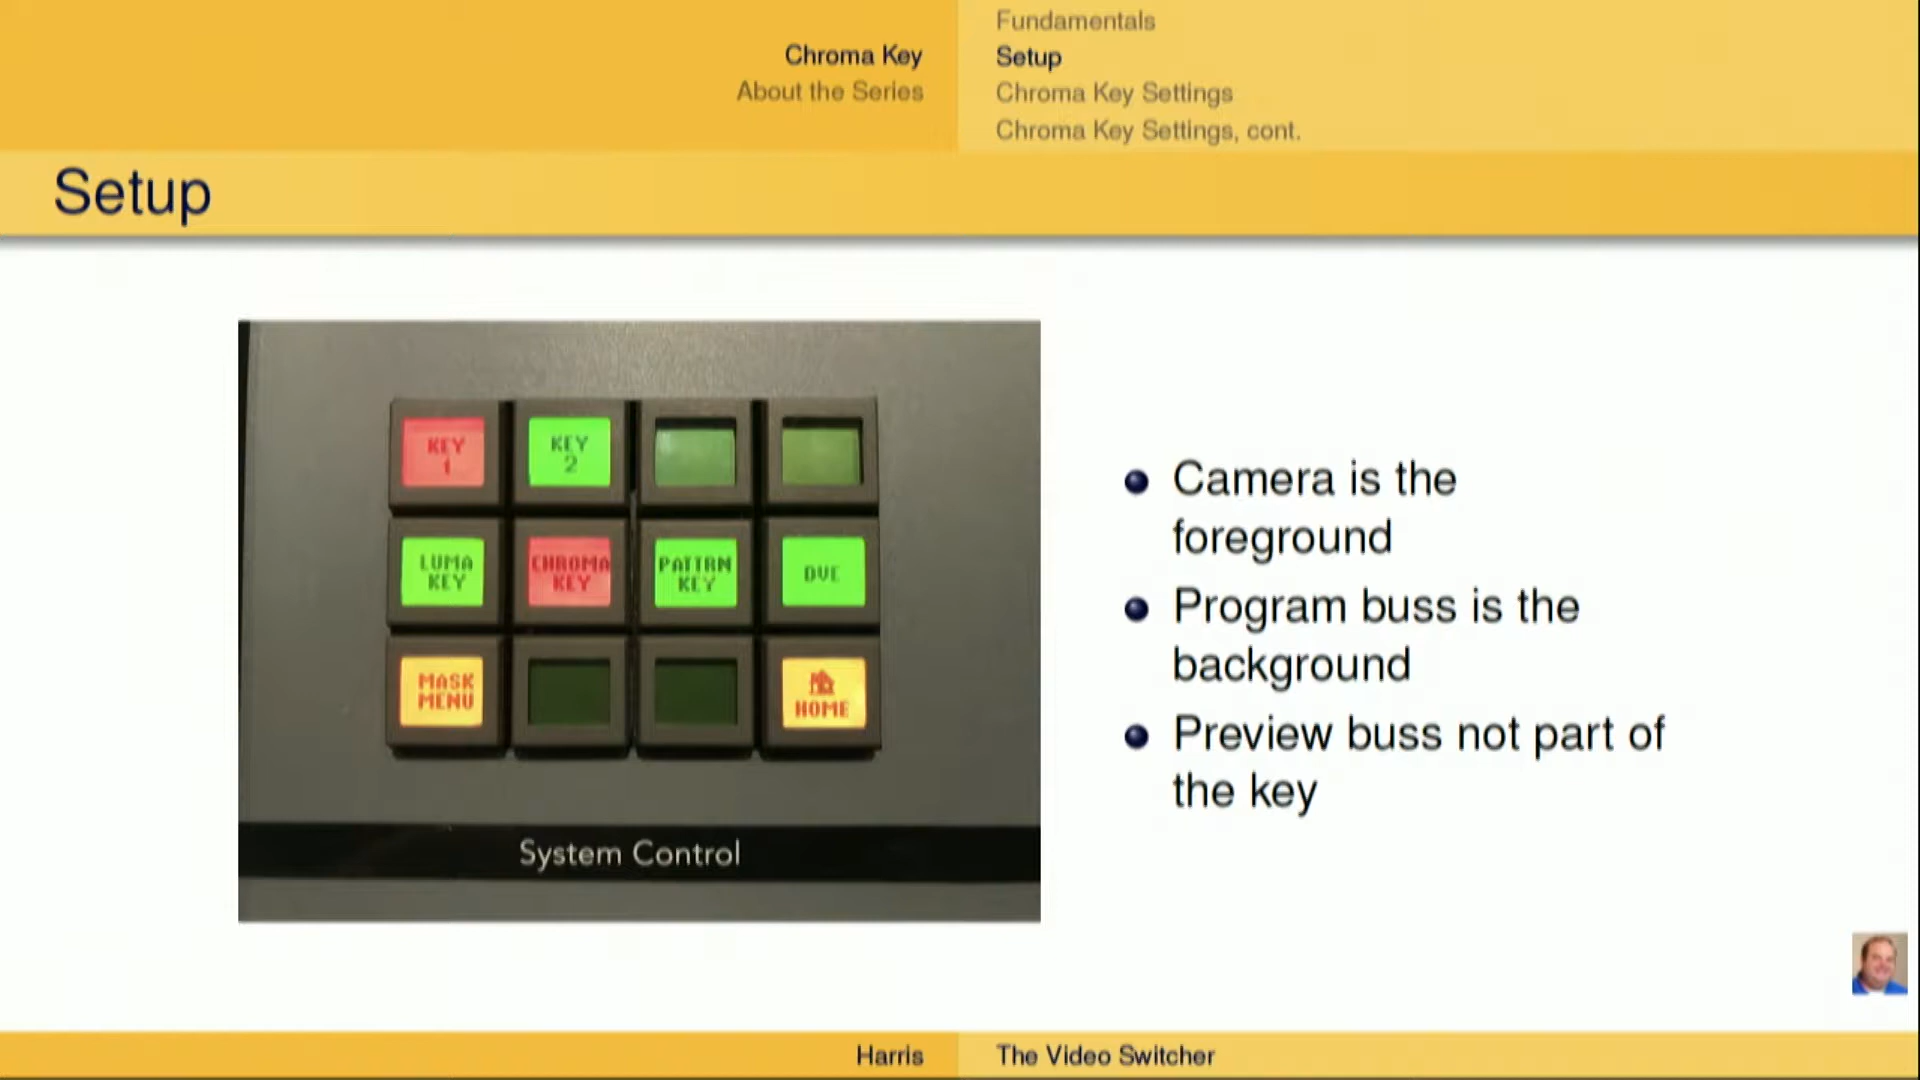 Chroma Key
About the Series
Fundamentals
Setup
Chroma Key Settings
Chroma Key Settings, cont.
Setup
KEY
1
KEY
2
LUMA
KEY
CHROMA
KEY
PATTRN
KEY
DVE
MASK
MENU
HOME
System Control
Camera is the
foreground
Program buss is the
background
Preview buss not part of
the key
Harris
The Video Switcher